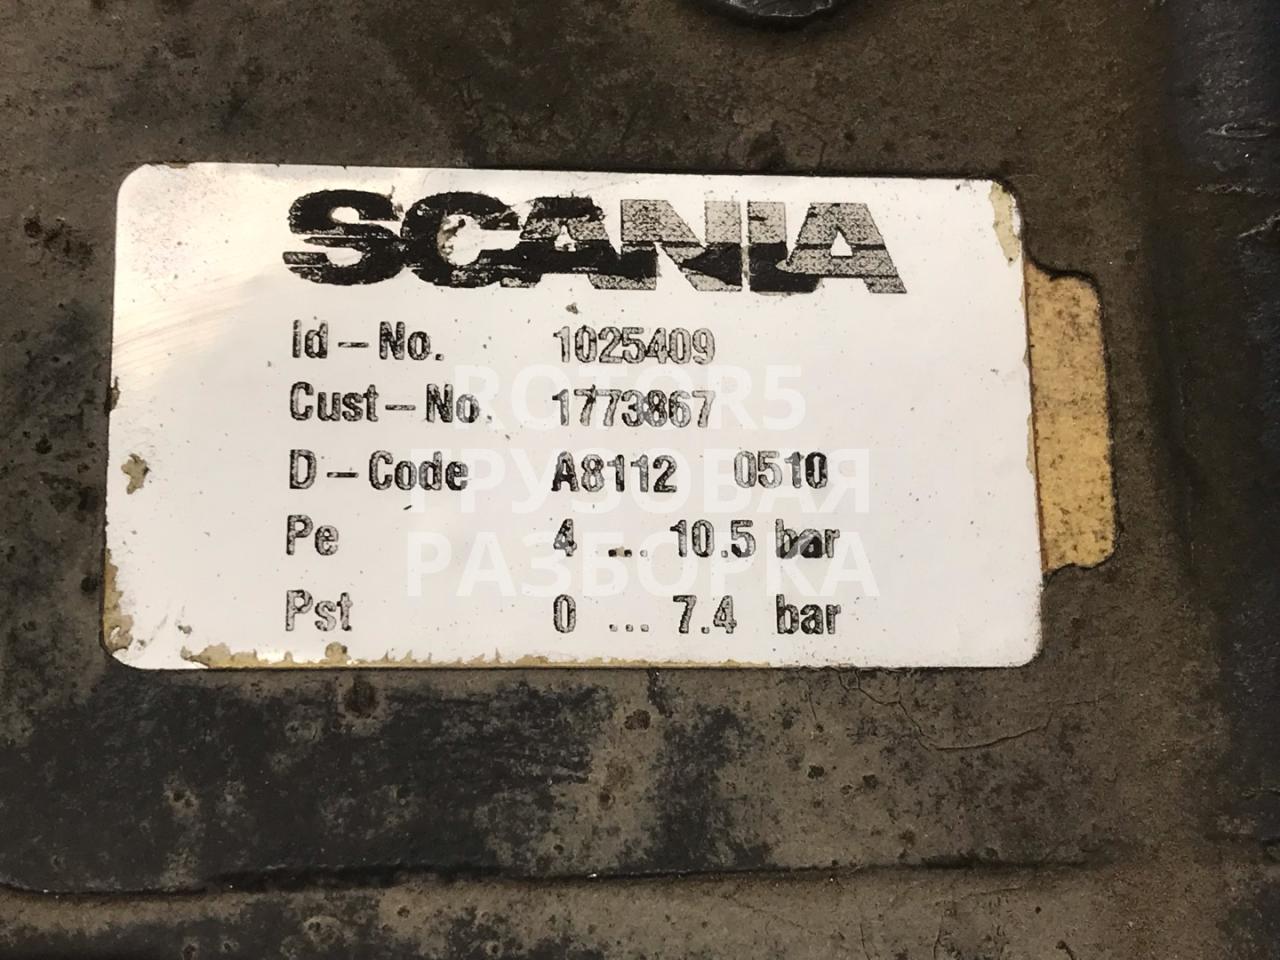 SCANIA
Id-No. 1025409
Cust-No. 1773867
D-Code A8112 0510
Pe 4 ... 10.5 bar
Pst 0 ... 7.4 bar
ROTOR5
ГРУЗОВАЯ
РАЗБОРКА